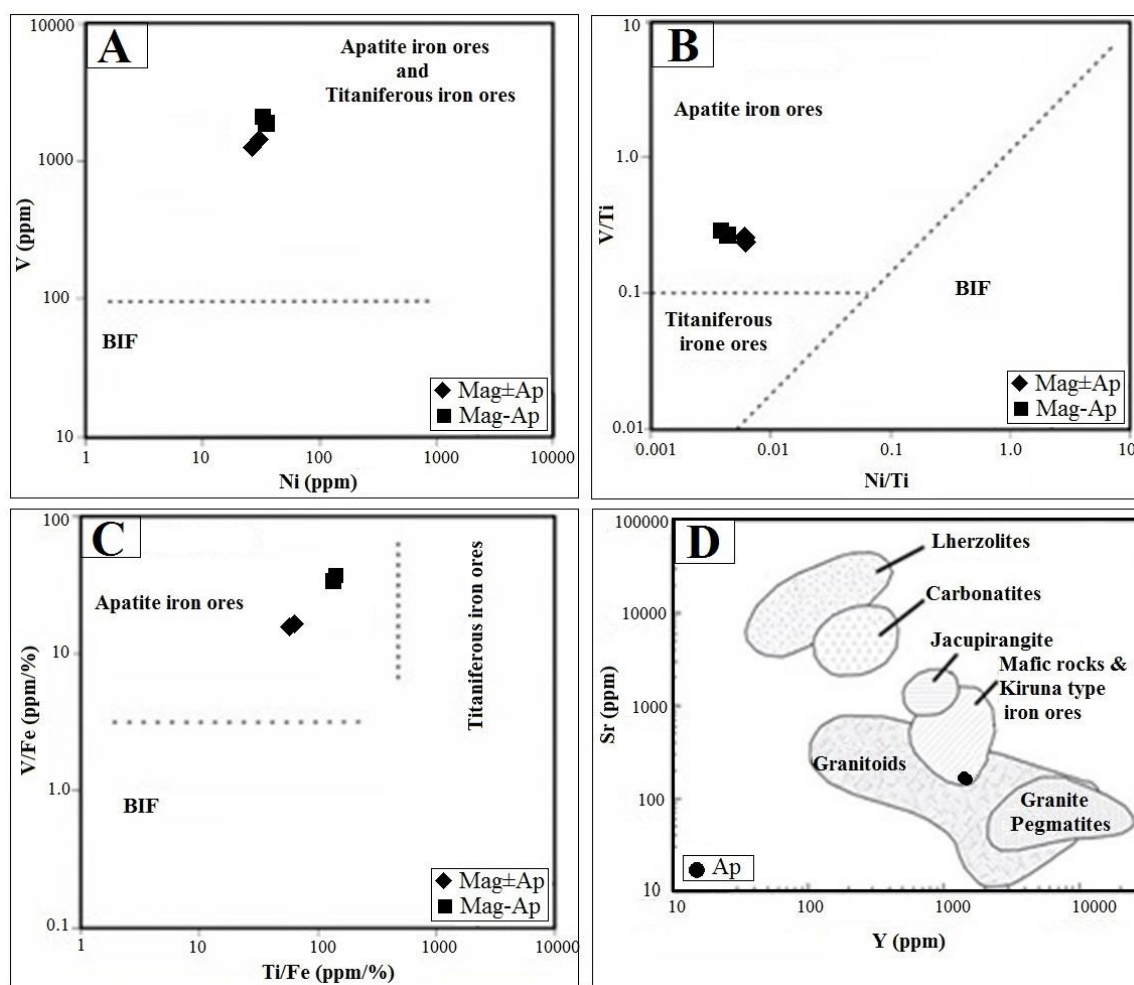 A
Apatite iron ores
and
Titaniferous iron ores
BIF
10000
1000
100
10
V (ppm)
Mag±Ap
Mag-Ap
1
10
100
1000
10000
Ni (ppm)
B
Apatite iron ores
Titaniferous
irone ores
BIF
10
1.0
0.1
0.01
V/Ti
Mag±Ap
Mag-Ap
0.001
0.01
0.1
1.0
10
Ni/Ti
C
Apatite iron ores
Titaniferous iron ores
BIF
100
10
1.0
0.1
V/Fe (ppm/%)
Mag±Ap
Mag-Ap
1
10
100
1000
10000
Ti/Fe (ppm/%)
D
Lherzolites
Carbonatites
Jacupirangite
Mafic rocks &
Kiruna type
iron ores
Granitoids
Granite
Pegmatites
100000
10000
1000
100
10
Sr (ppm)
Ap
10
100
1000
10000
Y (ppm)